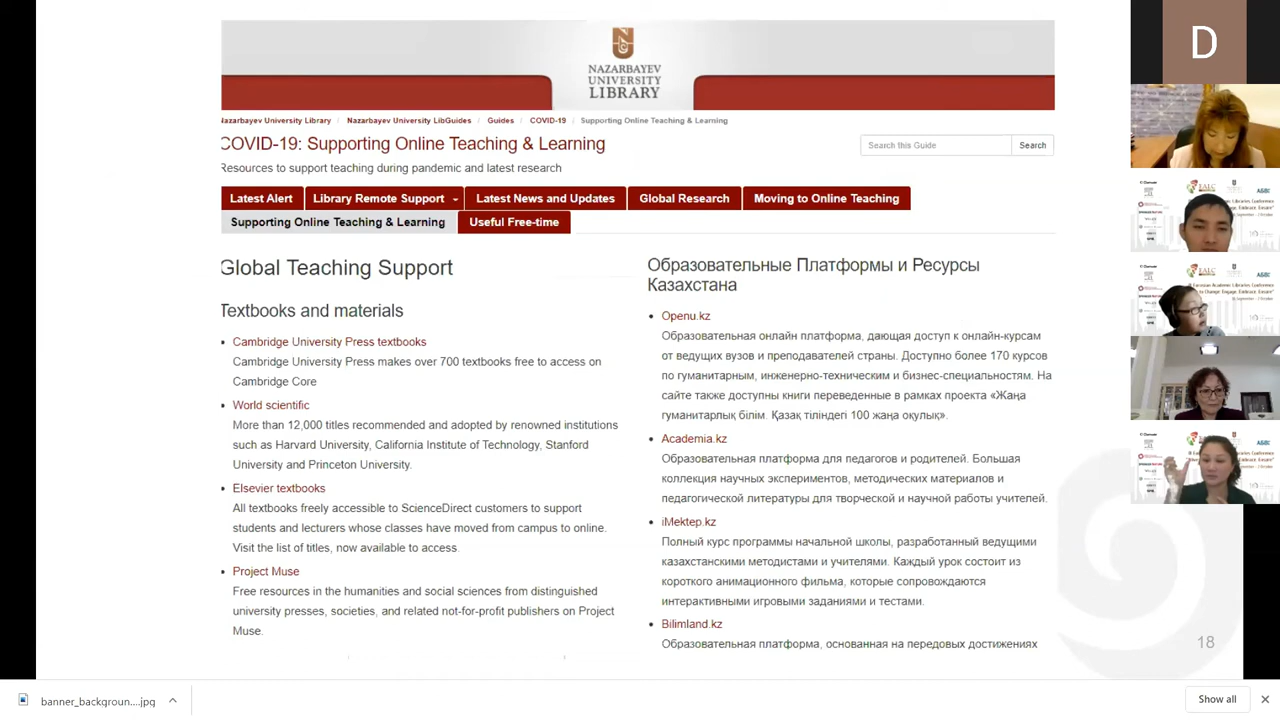 NAZARBAYEV
UNIVERSITY
LIBRARY
Nazarbayev University Library / Nazarbayev University LibGuides / Guides / COVID-19 / Supporting Online Teaching & Learning
COVID-19: Supporting Online Teaching & Learning
Search this Guide Search
Resources to support teaching during pandemic and latest research
Latest Alert Library Remote Support Latest News and Updates Global Research Moving to Online Teaching
Supporting Online Teaching & Learning Useful Free-time
Global Teaching Support
Textbooks and materials
Cambridge University Press textbooks
Cambridge University Press makes over 700 textbooks free to access on
Cambridge Core
World scientific
More than 12,000 titles recommended and adopted by renowned institutions
such as Harvard University, California Institute of Technology, Stanford
University and Princeton University.
Elsevier textbooks
All textbooks freely accessible to ScienceDirect customers to support
students and lecturers whose classes have moved from campus to online.
Visit the list of titles, now available to access.
Project Muse
Free resources in the humanities and social sciences from distinguished
university presses, societies, and related not-for-profit publishers on Project
Muse.
Образовательные Платформы и Ресурсы
Казахстана
Openu.kz
Образовательная онлайн платформа, дающая доступ к онлайн-курсам
от ведущих вузов и преподавателей страны. Доступно более 170 курсов
по гуманитарным, инженерно-техническим и бизнес-специальностям. На
сайте также доступны книги переведенные в рамках проекта «Жаңа
гуманитарлық білім. Қазақ тіліндегі 100 жаңа оқулық».
Academia.kz
Образовательная платформа для педагогов и родителей. Большая
коллекция научных экспериментов, методических материалов и
педагогической литературы для творческой и научной работы учителей.
iMektep.kz
Полный курс программы начальной школы, разработанный ведущими
казахстанскими методистами и учителями. Каждый урок состоит из
короткого анимационного фильма, которые сопровождаются
интерактивными игровыми заданиями и тестами.
Bilimland.kz
Образовательная платформа, основанная на передовых достижениях
18
D
EALC
banner_backgroun....jpg
Show all